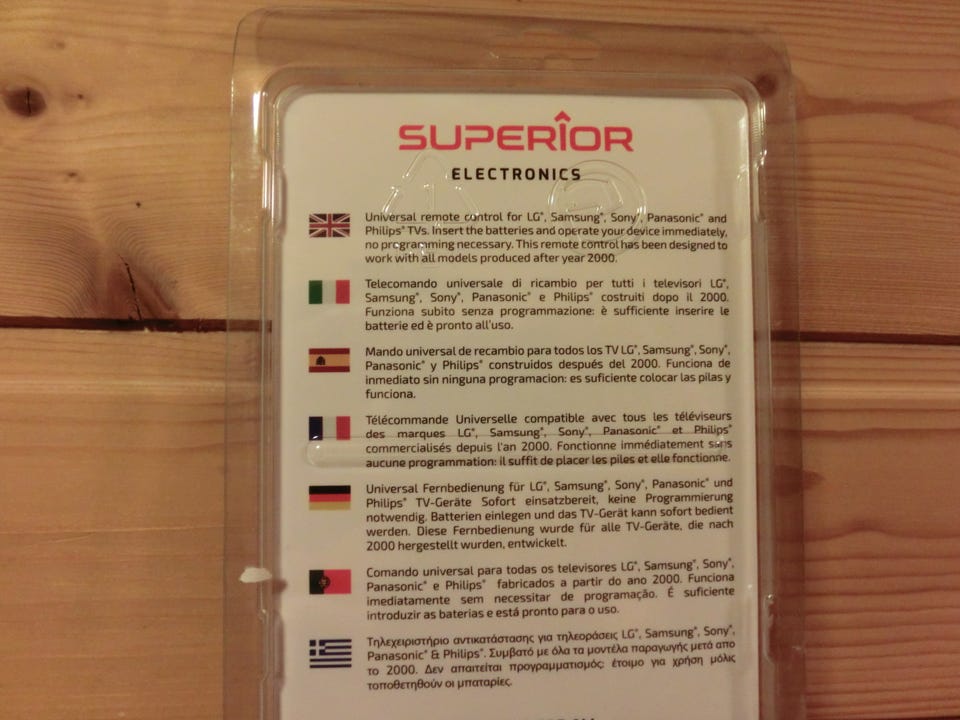 SUPERÎOR
ELECTRONICS
Universal remote control for LG®, Samsung®, Sony®, Panasonic® and
Philips® TVs. Insert the batteries and operate your device immediately,
no programming necessary. This remote control has been designed to
work with all models produced after year 2000.
Telecomando universale di ricambio per tutti i televisori LG®,
Samsung®, Sony®, Panasonic® e Philips® costruiti dopo il 2000.
Funziona subito senza programmazione: è sufficiente inserire le
batterie ed è pronto all'uso.
Mando universal de recambio para todos los TV LG®, Samsung®, Sony®,
Panasonic® y Philips® construidos después del 2000. Funciona de
inmediato sin ninguna programacion: es suficiente colocar las pilas y
funciona.
Télécommande Universelle compatible avec tous les téléviseurs
des marques LG®, Samsung®, Sony®, Panasonic® et Philips®
commercialisés depuis l'an 2000. Fonctionne immédiatement sans
aucune programmation: il suffit de placer les piles et elle fonctionne.
Universal Fernbedienung für LG®, Samsung®, Sony®, Panasonic® und
Philips® TV-Geräte Sofort einsatzbereit, keine Programmierung
notwendig. Batterien einlegen und das TV-Gerät kann sofort bedient
werden. Diese Fernbedienung wurde für alle TV-Geräte, die nach
2000 hergestellt wurden, entwickelt.
Comando universal para todas os televisores LG®, Samsung®, Sony®,
Panasonic® e Philips® fabricados a partir do ano 2000. Funciona
imediatamente sem necessitar de programação. É suficiente
introduzir as baterias e está pronto para o uso.
Τηλεχειριστήριο αντικατάστασης για τηλεοράσεις LG®, Samsung®, Sony®,
Panasonic® & Philips®. Συμβατό με όλα τα μοντέλα παραγωγής μετά απο
το 2000. Δεν απαιτείται προγραμματισμός: έτοιμο για χρήση μόλις
τοποθετηθούν οι μπαταρίες.